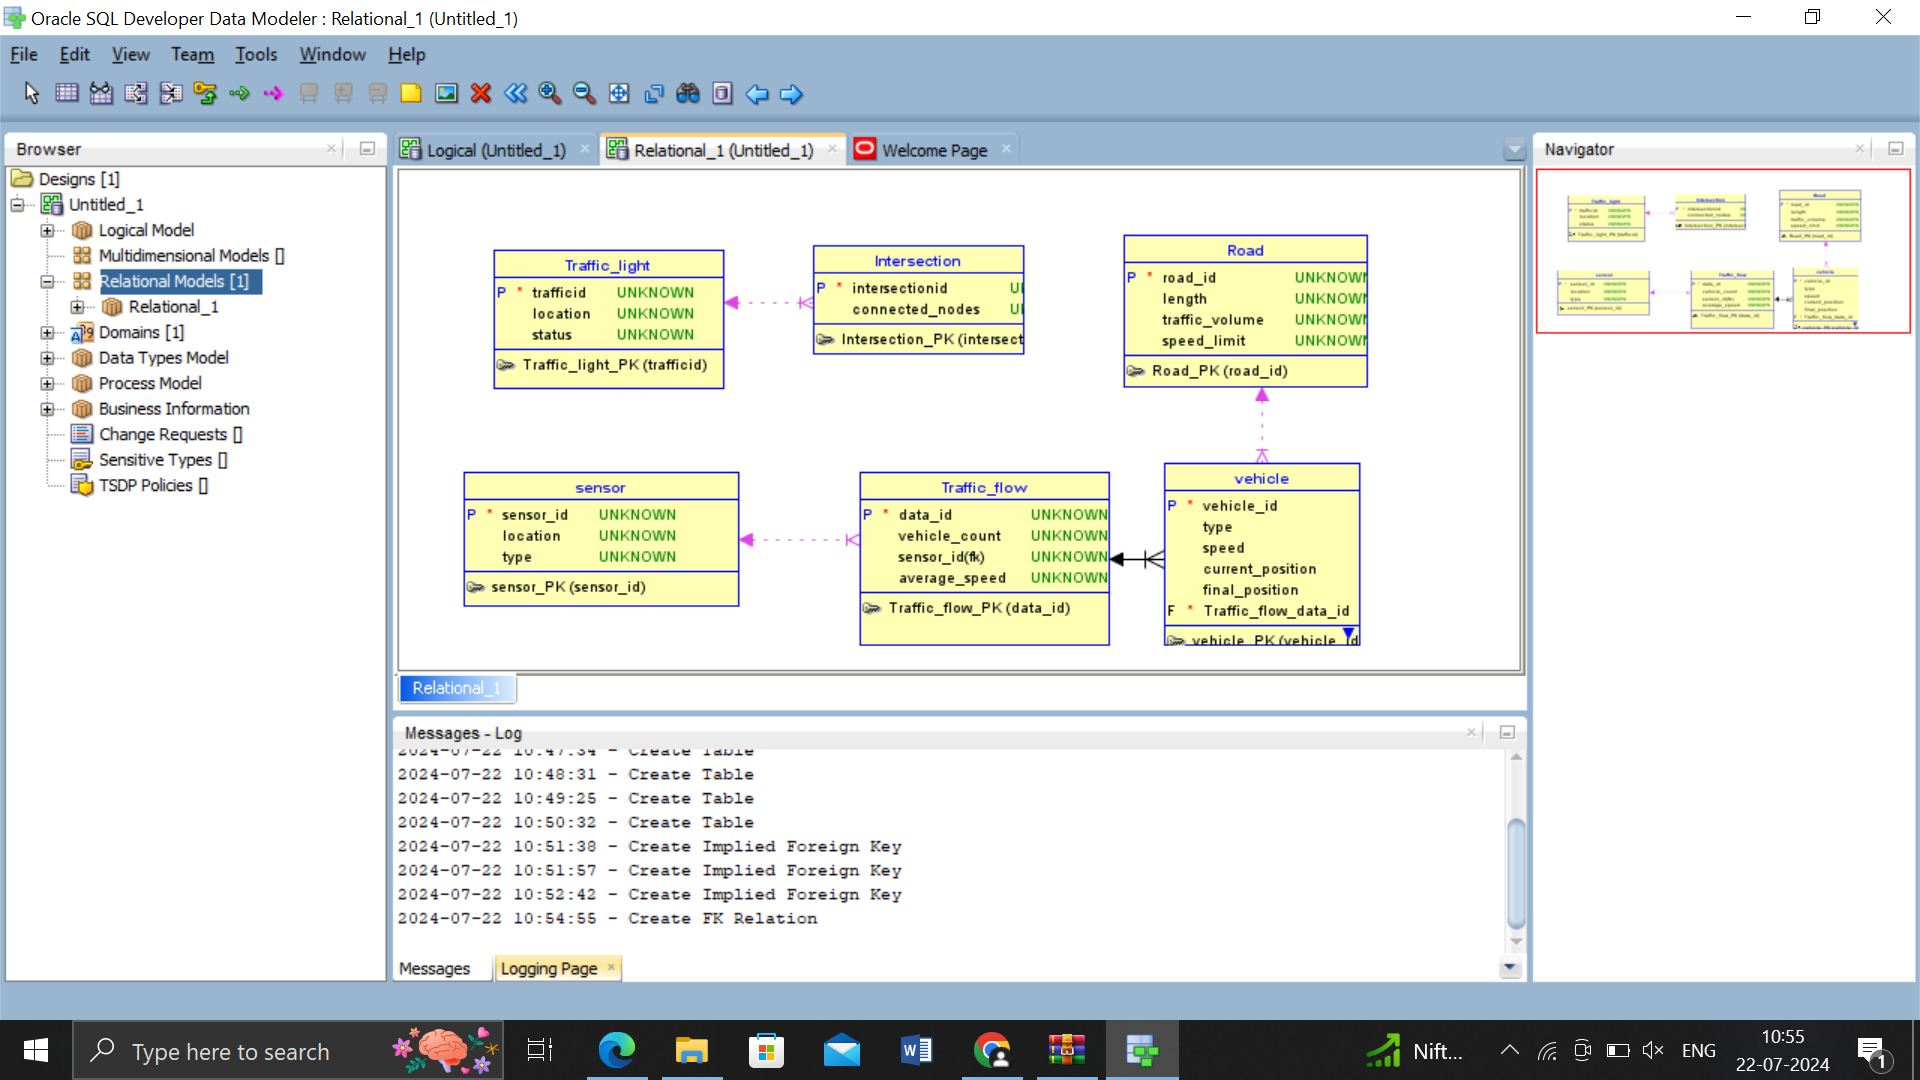 Oracle SQL Developer Data Modeler : Relational_1 (Untitled_1)
File Edit View Team Tools Window Help
Browser
Designs [1]
Untitled_1
Logical Model
Multidimensional Models []
Relational Models [1]
Relational_1
Domains [1]
Data Types Model
Process Model
Business Information
Change Requests []
Sensitive Types []
TSDP Policies []
Logical (Untitled_1) Relational_1 (Untitled_1) Welcome Page
Traffic_light
P * trafficid UNKNOWN
location UNKNOWN
status UNKNOWN
Traffic_light_PK (trafficid)
Intersection
P * intersectionid
connected_nodes
Intersection_PK (intersect
Road
P * road_id UNKNOWN
length UNKNOWN
traffic_volume UNKNOWN
speed_limit UNKNOWN
Road_PK (road_id)
sensor
P * sensor_id UNKNOWN
location UNKNOWN
type UNKNOWN
sensor_PK (sensor_id)
Traffic_flow
P * data_id UNKNOWN
vehicle_count UNKNOWN
sensor_id(fk) UNKNOWN
average_speed UNKNOWN
Traffic_flow_PK (data_id)
vehicle
P * vehicle_id
type
speed
current_position
final_position
F * Traffic_flow_data_id
vehicle_PK (vehicle_id
Relational_1
Messages - Log
2024-07-22 10:47:34 - Create Table
2024-07-22 10:48:31 - Create Table
2024-07-22 10:49:25 - Create Table
2024-07-22 10:50:32 - Create Table
2024-07-22 10:51:38 - Create Implied Foreign Key
2024-07-22 10:51:57 - Create Implied Foreign Key
2024-07-22 10:52:42 - Create Implied Foreign Key
2024-07-22 10:54:55 - Create FK Relation
Messages Logging Page
Navigator
Type here to search
Nift...
ENG
10:55
22-07-2024
1